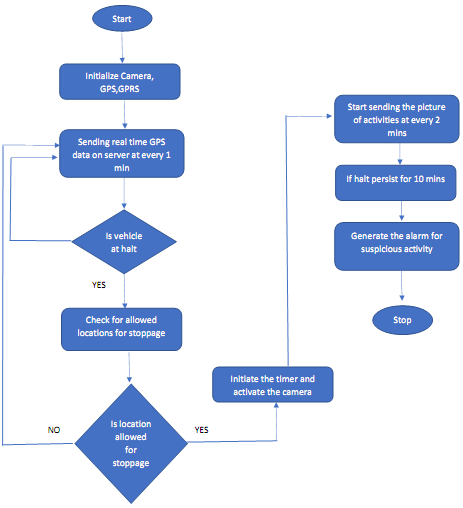 Start
Initialize Camera,
GPS,GPRS
Sending real time GPS
data on server at every 1
min
Is vehicle
at halt
YES
Check for allowed
locations for stoppage
Is location
allowed
for
stoppage
NO
YES
Initiate the timer and
activate the camera
Start sending the picture
of activities at every 2
mins
If halt persist for 10 mins
Generate the alarm for
suspicious activity
Stop